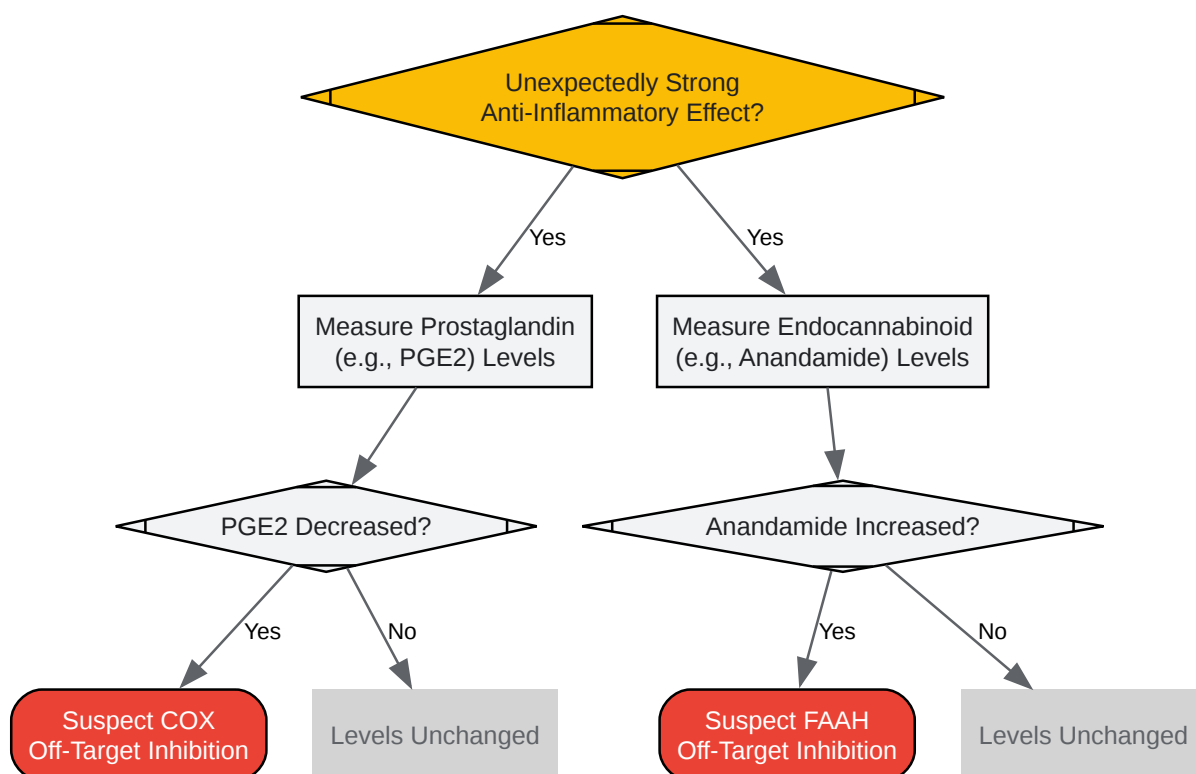 Unexpectedly Strong
Anti-Inflammatory Effect?
Yes
Yes
Measure Prostaglandin
(e.g., PGE2) Levels
Measure Endocannabinoid
(e.g., Anandamide) Levels
PGE2 Decreased?
Anandamide Increased?
Yes
No
Yes
No
Suspect COX
Off-Target Inhibition
Levels Unchanged
Suspect FAAH
Off-Target Inhibition
Levels Unchanged